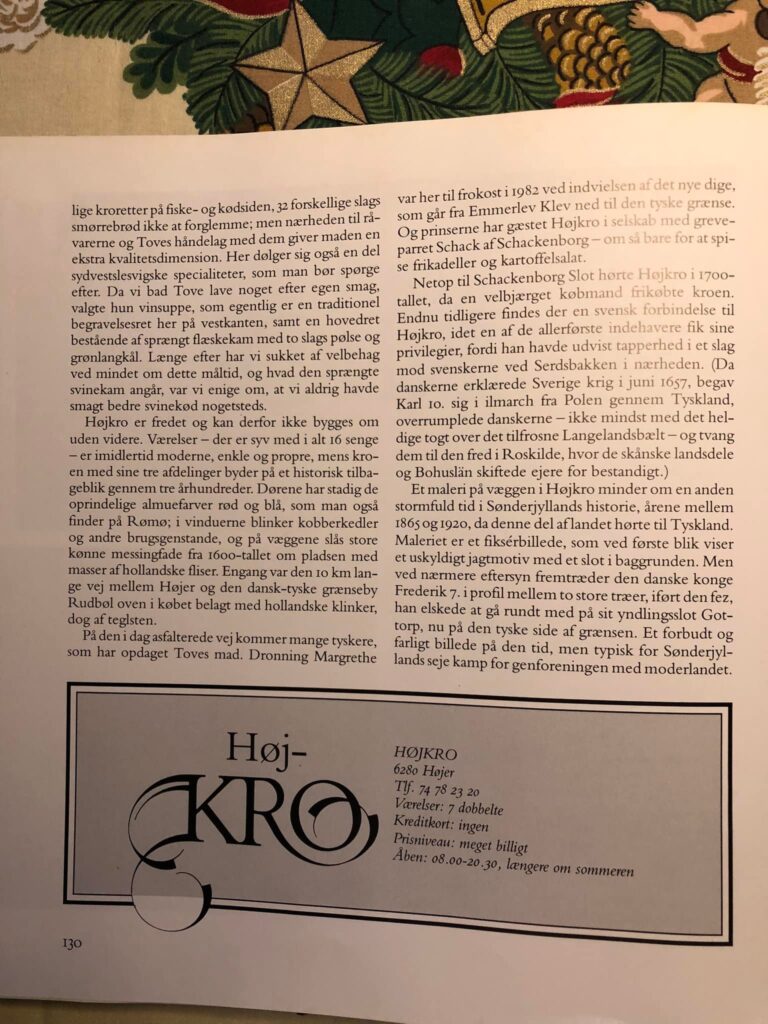 lige kroretter på fiske- og kødsiden, 32 forskellige slags
smørrebrød ikke at forglemme; men nærheden til rå-
varerne og Toves håndelag med dem giver maden en
ekstra kvalitetsdimension. Her dølger sig også en del
sydvestslesvigske specialiteter, som man bør spørge
efter. Da vi bad Tove lave noget efter egen smag,
valgte hun vinsuppe, som egentlig er en traditionel
begravelsesret her på vestkanten, samt en hovedret
bestående af sprængt flæskekam med to slags pølse og
grønlangkål. Længe efter har vi sukket af velbehag
ved mindet om dette måltid, og hvad den sprængte
svinekam angår, var vi enige om, at vi aldrig havde
smagt bedre svinekød nogetsteds.
Højkro er fredet og kan derfor ikke bygges om
uden videre. Værelser – der er syv med i alt 16 senge
– er imidlertid moderne, enkle og propre, mens kro-
en med sine tre afdelinger byder på et historisk tilba-
geblik gennem tre århundreder. Dørene har stadig de
oprindelige almuefarver rød og blå, som man også
finder på Rømø; i vinduerne blinker kobberkedler
og andre brugsgenstande, og på væggene slås store
kønne messingfade fra 1600-tallet om pladsen med
masser af hollandske fliser. Engang var den 10 km lan-
ge vej mellem Højer og den dansk-tyske grænseby
Rudbøl oven i købet belagt med hollandske klinker,
dog af teglsten.
På den i dag asfalterede vej kommer mange tyskere,
som har opdaget Toves mad. Dronning Margrethe
var her til frokost i 1982 ved indvielsen af det nye dige,
som går fra Emmerlev Klev ned til den tyske grænse.
Og prinserne har gæstet Højkro i selskab med greve-
parret Schack af Schackenborg – om så bare for at spi-
se frikadeller og kartoffelsalat.
Netop til Schackenborg Slot hørte Højkro i 1700-
tallet, da en velbjærget købmand frikøbte kroen.
Endnu tidligere findes der en svensk forbindelse til
Højkro, idet en af de allerførste indehavere fik sine
privilegier, fordi han havde udvist tapperhed i et slag
mod svenskerne ved Serdsbakken i nærheden. (Da
danskerne erklærede Sverige krig i juni 1657, begav
Karl 10. sig i ilmarch fra Polen gennem Tyskland,
overrumplede danskerne – ikke mindst med det hel-
dige togt over det tilfrosne Langelandsbælt – og tvang
dem til den fred i Roskilde, hvor de skånske landsdele
og Bohuslän skiftede ejere for bestandigt.)
Et maleri på væggen i Højkro minder om en anden
stormfuld tid i Sønderjyllands historie, årene mellem
1865 og 1920, da denne del af landet hørte til Tyskland.
Maleriet er et fiksérbillede, som ved første blik viser
et uskyldigt jagtmotiv med et slot i baggrunden. Men
ved nærmere eftersyn fremtræder den danske konge
Frederik 7. i profil mellem to store træer, iført den fez,
han elskede at gå rundt med på sit yndlingsslot Got-
torp, nu på den tyske side af grænsen. Et forbudt og
farligt billede på den tid, men typisk for Sønderjyl-
lands seje kamp for genforeningen med moderlandet.
Høj-
KRO
HØJKRO
6280 Højer
Tlf. 74 78 23 20
Værelser: 7 dobbelte
Kreditkort: ingen
Prisniveau: meget billigt
Åben: 08.00-20.30, længere om sommeren
130